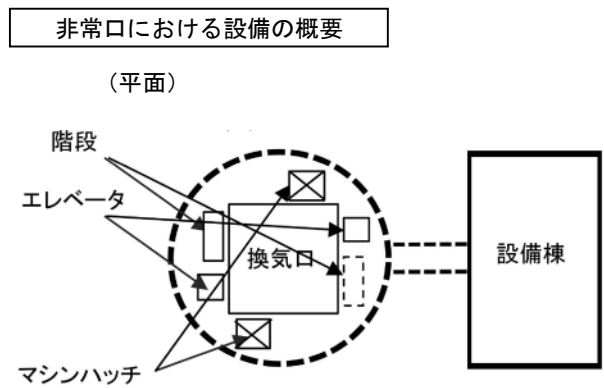 非常口における設備の概要
（平面）
階段
エレベータ
換気口
設備棟
マシンハッチ